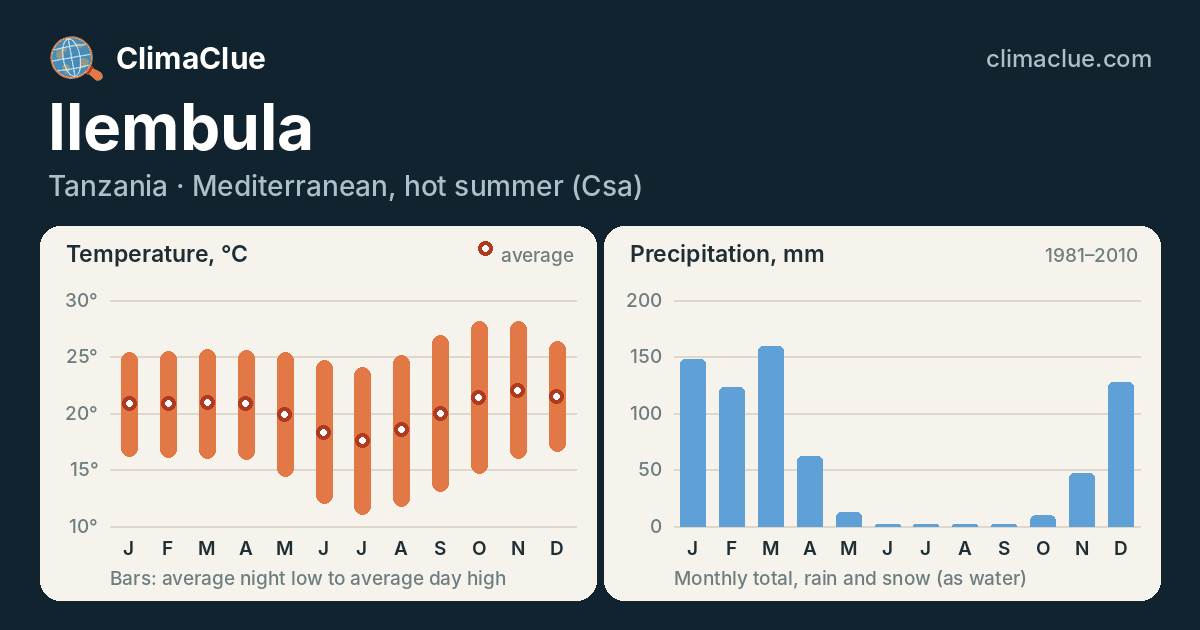 ClimaClue
climaclue.com
Ilembula
Tanzania · Mediterranean, hot summer (Csa)
Temperature, °C
average
30°
25°
20°
15°
10°
J F M A M J J A S O N D
Bars: average night low to average day high
Precipitation, mm
1981–2010
200
150
100
50
0
J F M A M J J A S O N D
Monthly total, rain and snow (as water)